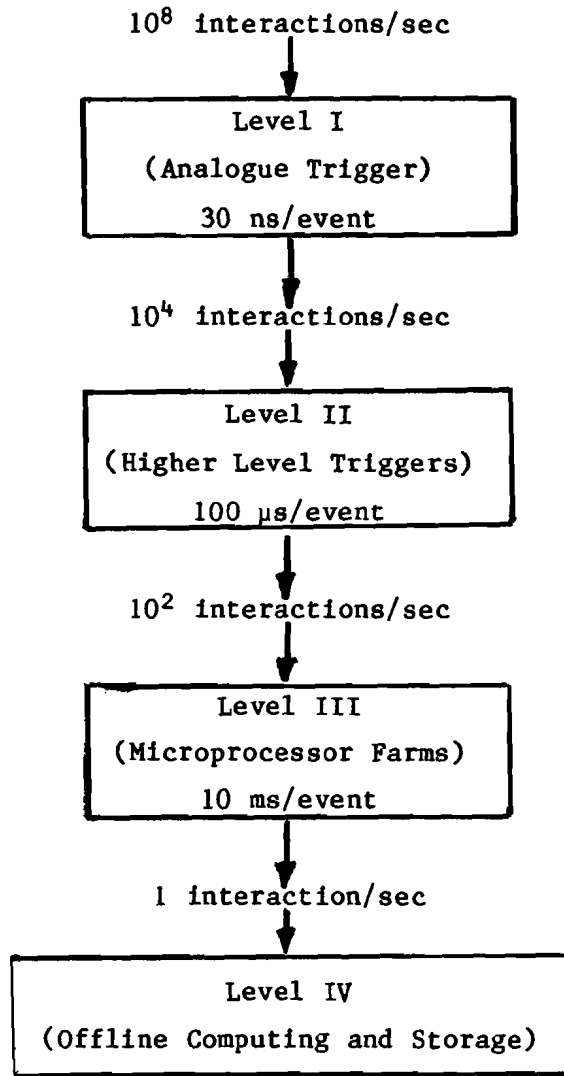 10⁸ interactions/sec
Level I
(Analogue Trigger)
30 ns/event
10⁴ interactions/sec
Level II
(Higher Level Triggers)
100 μs/event
10² interactions/sec
Level III
(Microprocessor Farms)
10 ms/event
1 interaction/sec
Level IV
(Offline Computing and Storage)